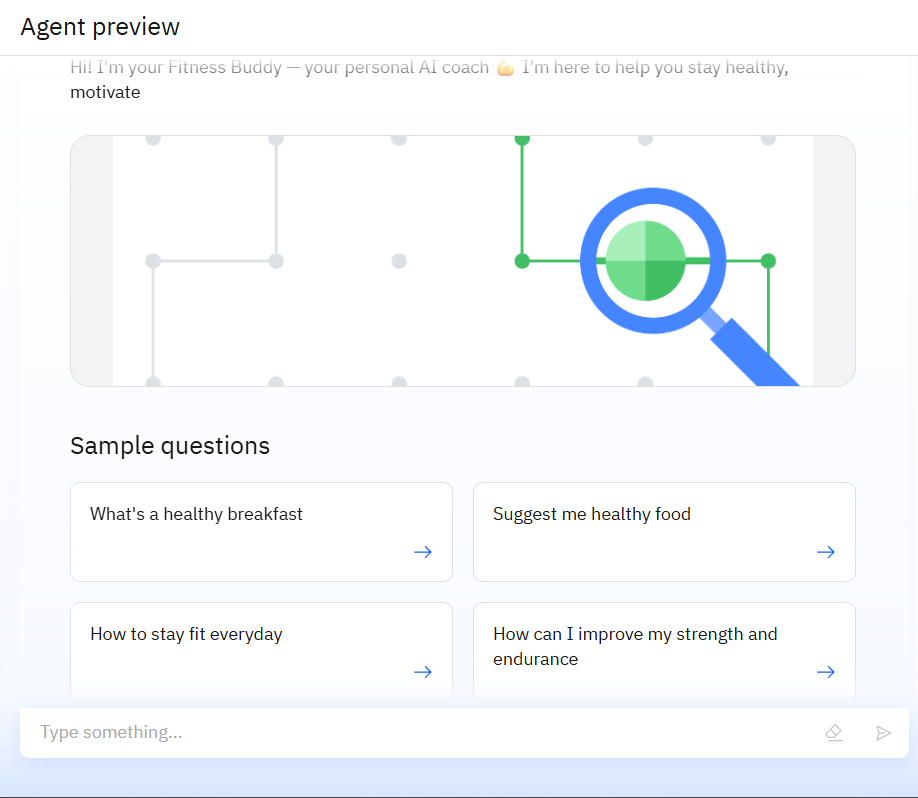 Agent preview
Hi! I'm your Fitness Buddy — your personal AI coach 💪 I'm here to help you stay healthy,
motivate
Sample questions
What's a healthy breakfast
Suggest me healthy food
How to stay fit everyday
How can I improve my strength and
endurance
Type something...